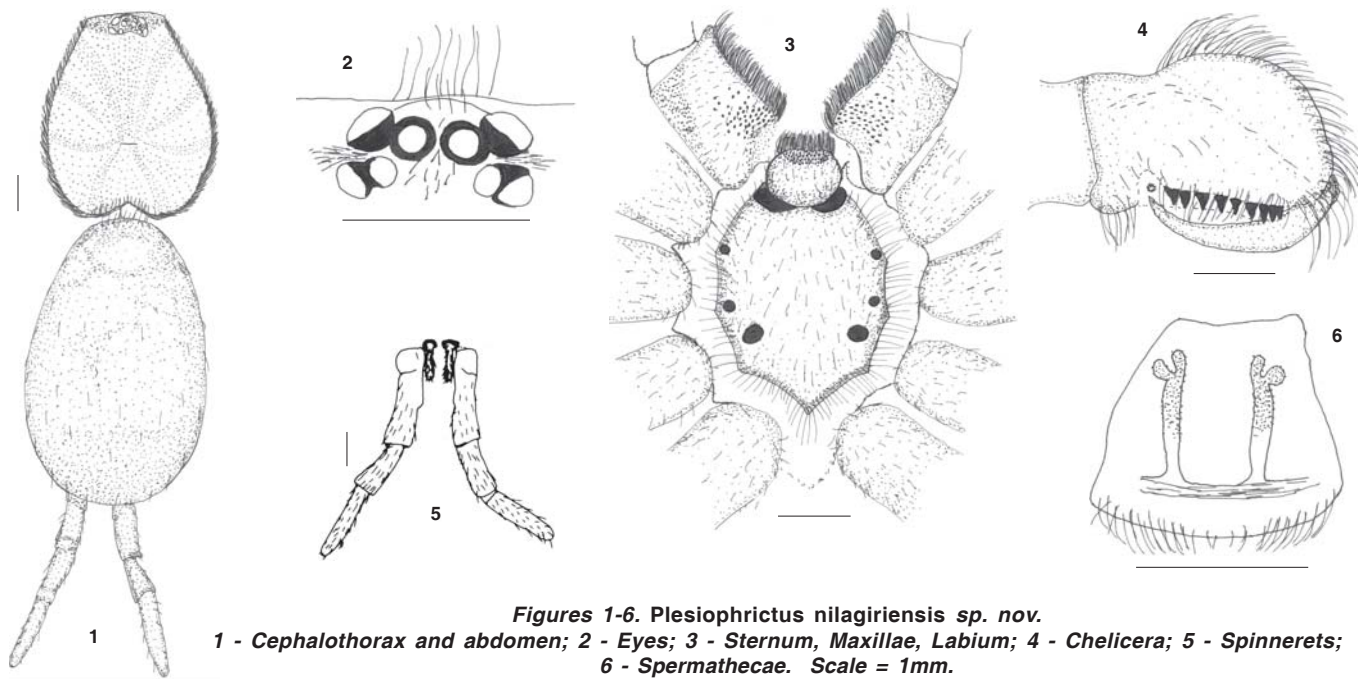 2
3
4
6
5
1
Figures 1-6. Plesiophrictus nilagiriensis sp. nov.
1 - Cephalothorax and abdomen; 2 - Eyes; 3 - Sternum, Maxillae, Labium; 4 - Chelicera; 5 - Spinnerets;
6 - Spermathecae. Scale = 1mm.